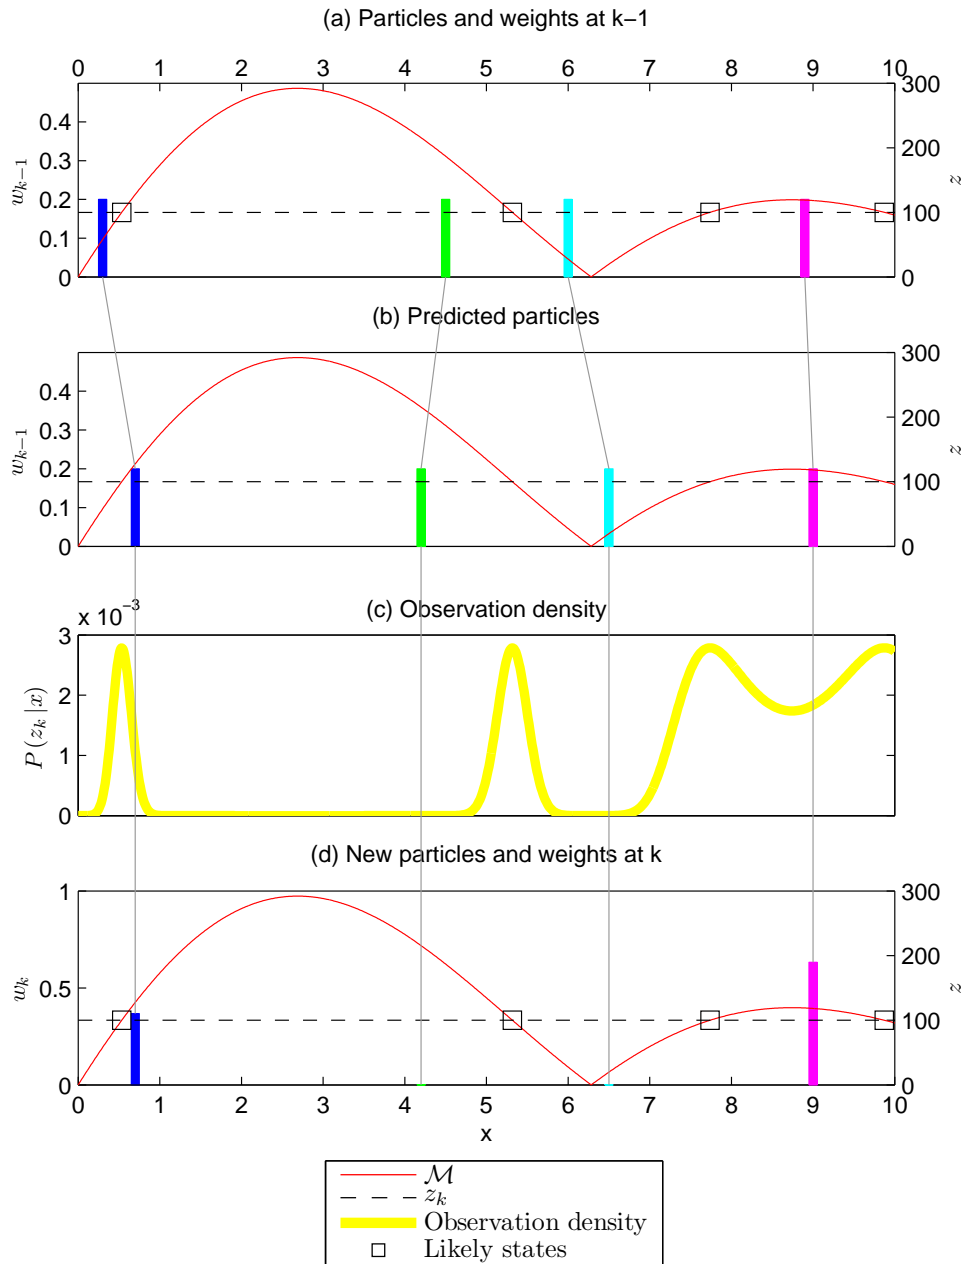 (a) Particles and weights at k−1
0 1 2 3 4 5 6 7 8 9 10
0.4 300
0.3 200
0.2 100
0.1
0 0
w_{k−1} z
(b) Predicted particles
0.4 300
0.3 200
0.2 100
0.1
0 0
w_{k−1} z
x 10^{−3}
(c) Observation density
3
2
1
0
P(z_k|x)
(d) New particles and weights at k
1 300
200
0.5 100
0 0
w_k z
0 1 2 3 4 5 6 7 8 9 10
x
ℳ
z_k
Observation density
Likely states